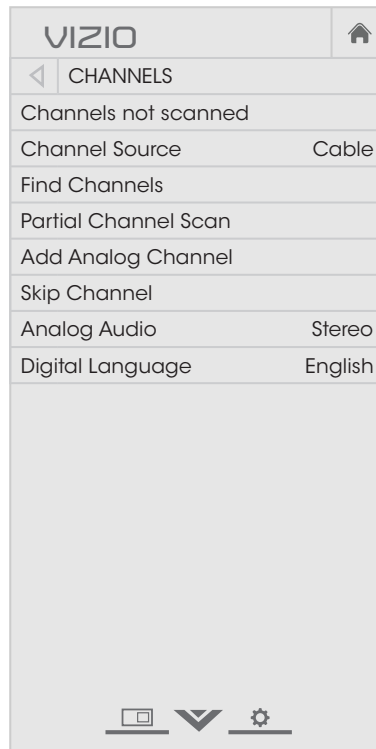 VIZIO
CHANNELS
Channels not scanned
Channel Source Cable
Find Channels
Partial Channel Scan
Add Analog Channel
Skip Channel
Analog Audio Stereo
Digital Language English